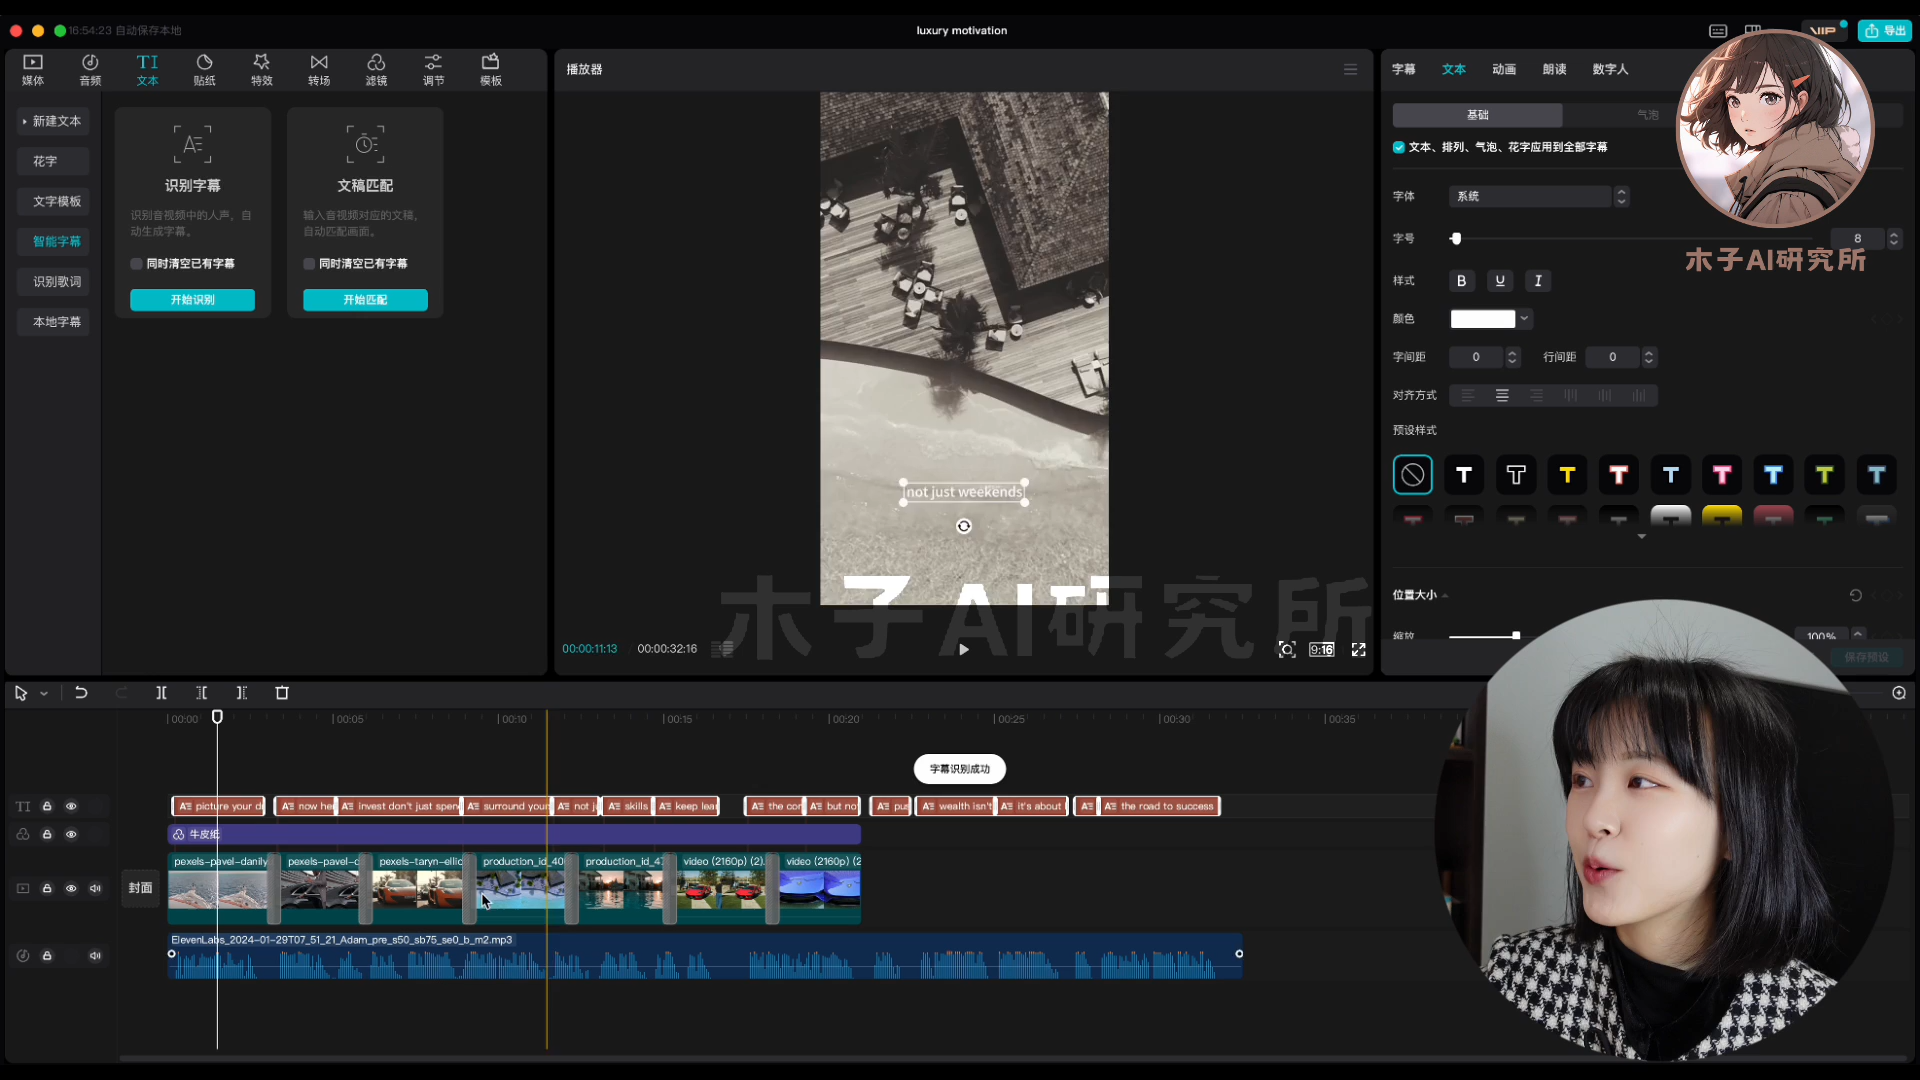 16:54:23 自动保存本地
luxury motivation
VIP
导出
媒体
音频
TI
文本
贴纸
特效
转场
滤镜
调节
模板
新建文本
花字
文字模板
智能字幕
识别歌词
本地字幕
识别字幕
识别音视频中的人声，自
动生成字幕。
同时清空已有字幕
开始识别
文稿匹配
输入音视频对应的文稿，
自动匹配画面。
同时清空已有字幕
开始匹配
播放器
not just weekends
00:00:11:13
00:00:32:16
9:16
木子AI研究所
字幕
文本
动画
朗读
数字人
基础
气泡
文本、排列、气泡、花字应用到全部字幕
字体
系统
字号
8
木子AI研究所
样式
B
U
I
颜色
字间距
0
行间距
0
对齐方式
预设样式
位置大小
缩放
100%
保存预设
00:00
00:05
00:10
00:15
00:20
00:25
00:30
00:35
字幕识别成功
TI
picture your d
now he
invest don't just spen
surround your
not j
skills
keep lea
the cor
but no
pu
wealth isn't
it's about
the road to success
牛皮纸
封面
pexels-pavel-danily
pexels-pavel-d
pexels-taryn-ellic
production_id_40
production_id_47
video (2160p) (2).
video (2160p) (2
ElevenLabs_2024-01-29T07_51_21_Adam_pre_s50_sb75_se0_b_m2.mp3